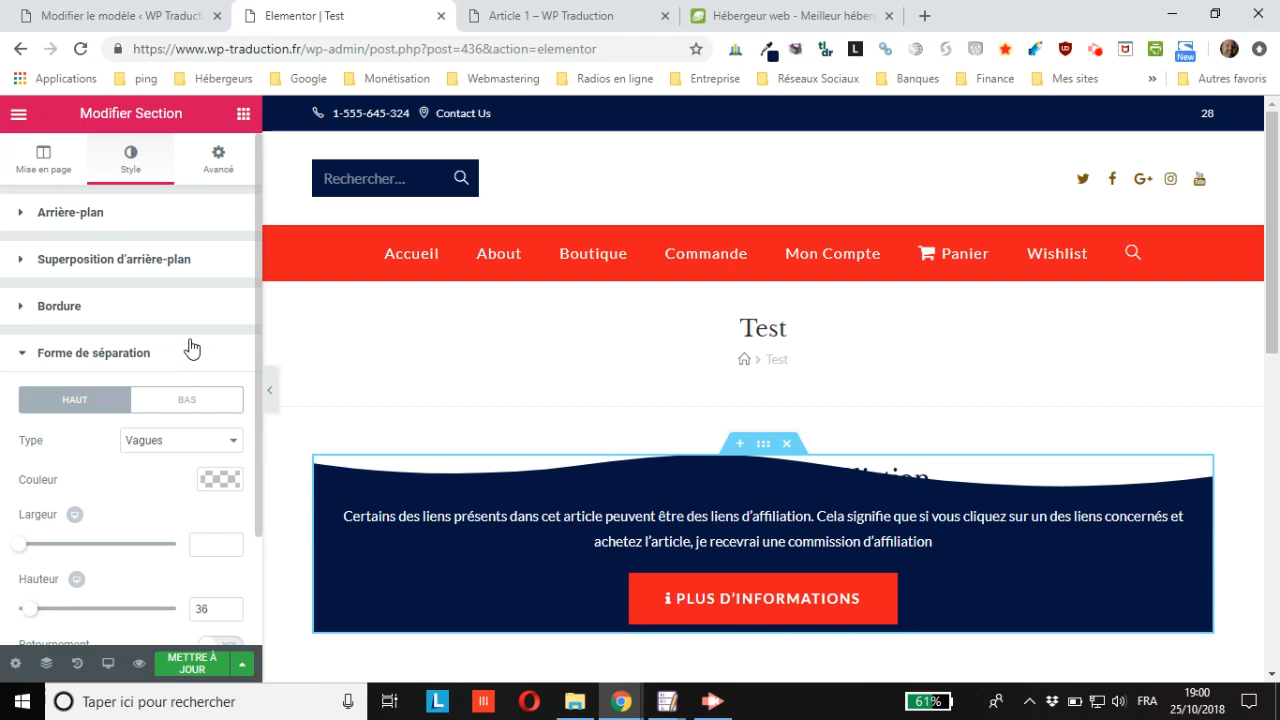 Modifier le modèle ‹ WP Traduct
Elementor | Test
Article 1 – WP Traduction
Hébergeur web - Meilleur héberg
https://www.wp-traduction.fr/wp-admin/post.php?post=436&action=elementor
tl;dr
L
New
Applications
ping
Hébergeurs
Google
Monétisation
Webmastering
Radios en ligne
Entreprise
Réseaux Sociaux
Banques
Finance
Mes sites
»
Autres favoris
Modifier Section
Mise en page
Style
Avancé
Arrière-plan
Superposition d'arrière-plan
Bordure
Forme de séparation
HAUT
BAS
Type
Vagues
Couleur
Largeur
Hauteur
36
Retournement
NON
METTRE À JOUR
1-555-645-324
Contact Us
28
Rechercher...
Accueil
About
Boutique
Commande
Mon Compte
Panier
Wishlist
Test
Test
Certains des liens présents dans cet article peuvent être des liens d'affiliation. Cela signifie que si vous cliquez sur un des liens concernés et
achetez l'article, je recevrai une commission d'affiliation
PLUS D'INFORMATIONS
Taper ici pour rechercher
L
61%
FRA
19:00
25/10/2018